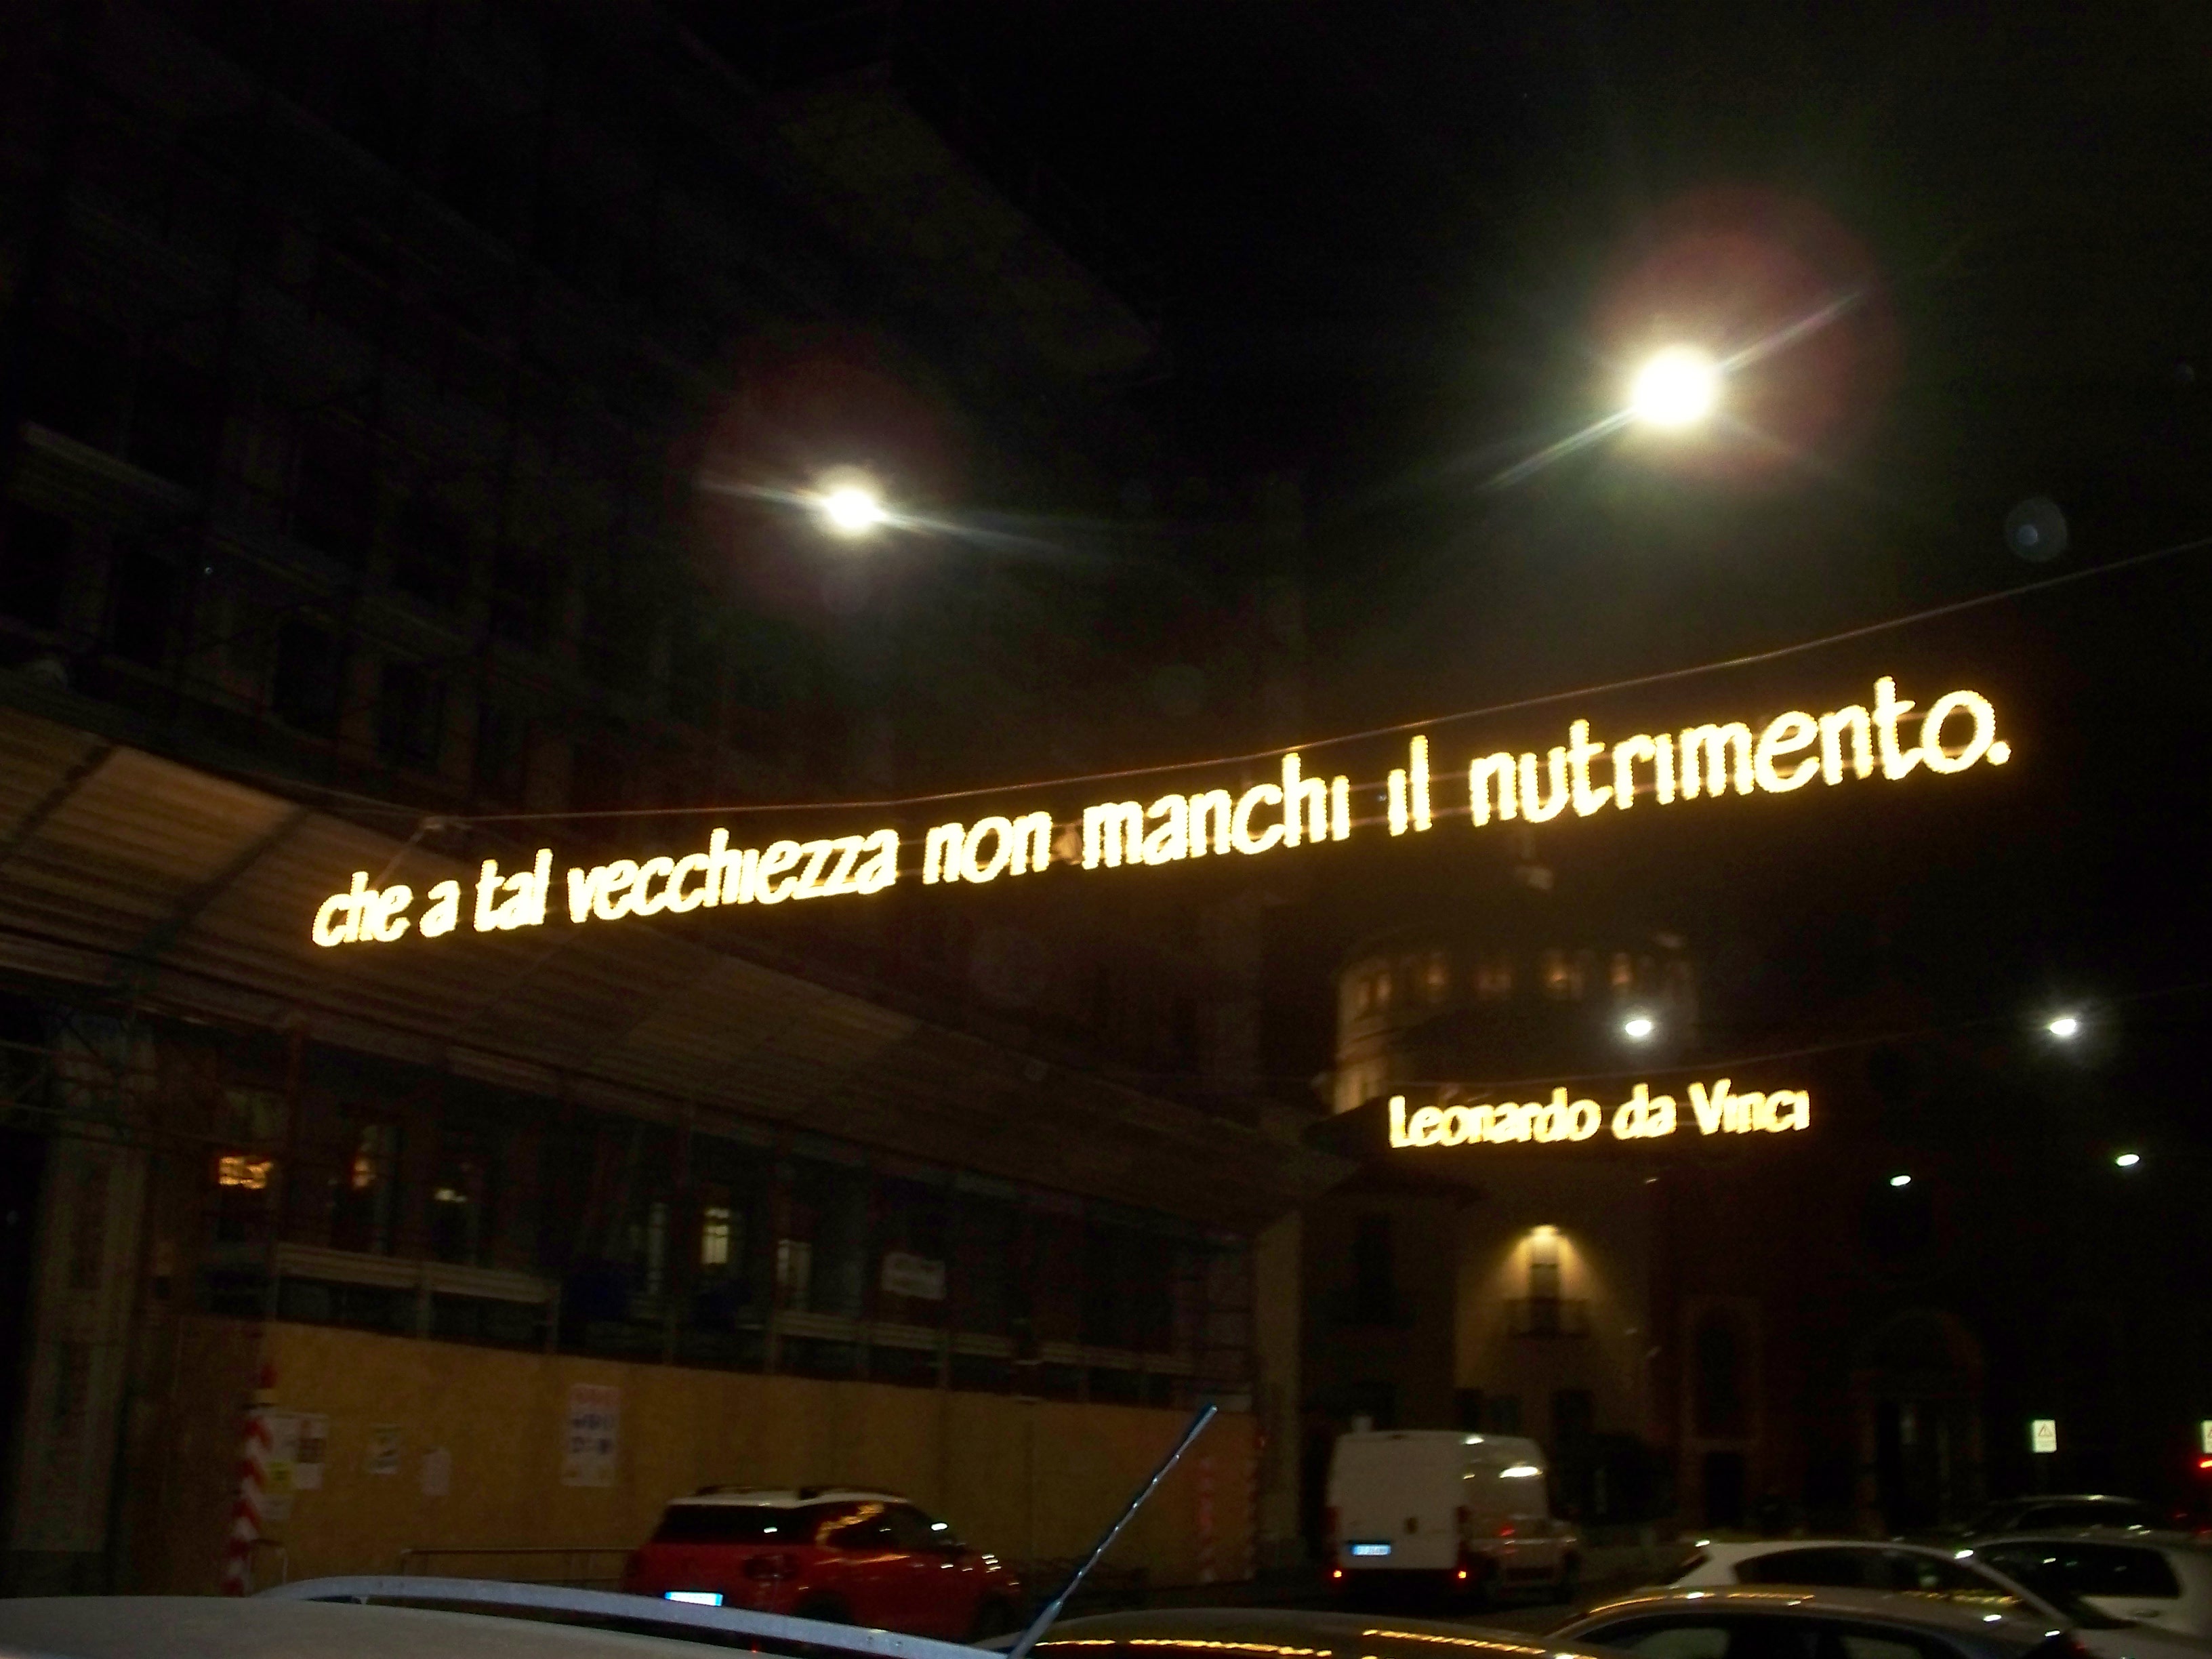 che a tal vecchiezza non manchi il nutrimento.
Leonardo da Vinci